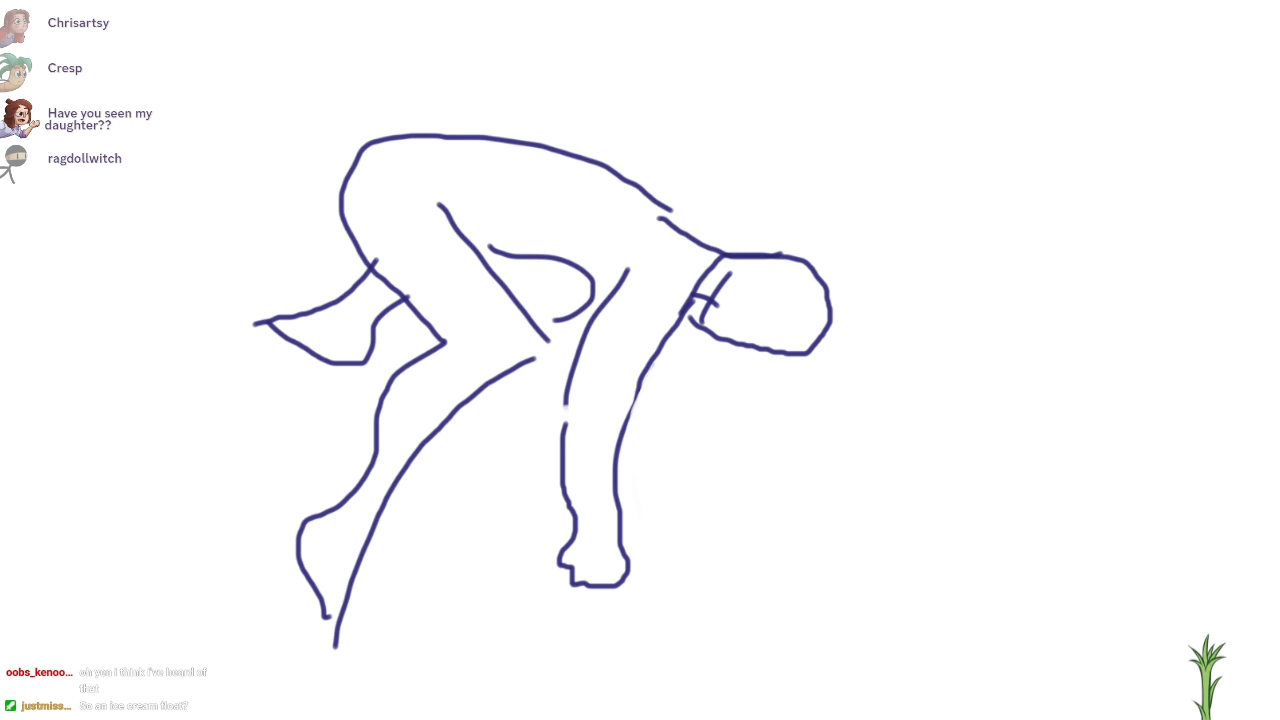 Chrisartsy
Cresp
Have you seen my
daughter??
ragdollwitch
oobs_kenoo... oh yea I think I've heard of
that
justmiss... So an ice cream float?